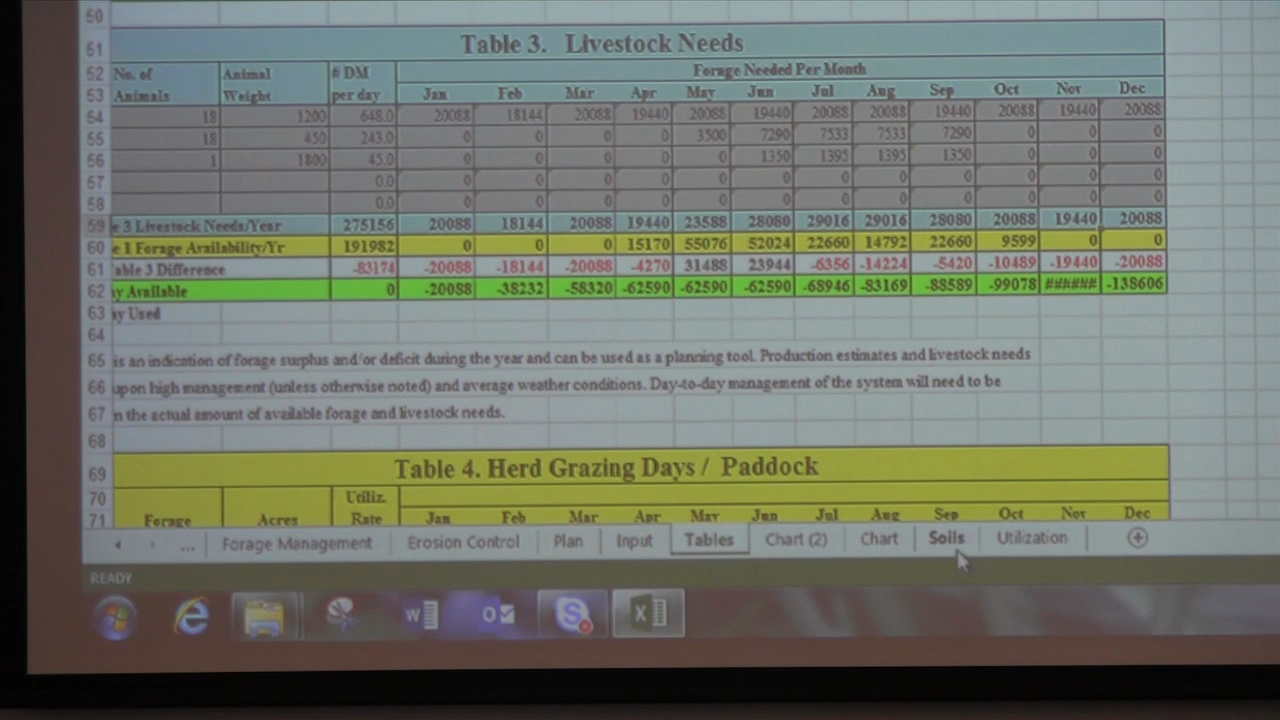 50
51 Table 3. Livestock Needs
52 No. of Animal # DM Forage Needed Per Month
53 Animals Weight per day Jan Feb Mar Apr May Jun Jul Aug Sep Oct Nov Dec
54 18 1200 648.0 20088 18144 20088 19440 20088 19440 20088 20088 19440 20088 19440 20088
55 18 450 243.0 0 0 0 0 3500 7290 7533 7533 7290 0 0 0
56 1 1800 45.0 0 0 0 0 0 1350 1395 1395 1350 0 0 0
57 0.0 0 0 0 0 0 0 0 0 0 0 0 0
58 0.0 0 0 0 0 0 0 0 0 0 0 0 0
59 e 3 Livestock Needs/Year 275156 20088 18144 20088 19440 23588 28080 29016 29016 28080 20088 19440 20088
60 e 1 Forage Availability/Yr 191982 0 0 0 15170 55076 52024 22660 14792 22660 9599 0 0
61 able 3 Difference -83174 -20088 -18144 -20088 -4270 31488 23944 -6356 -14224 -5420 -10489 -19440 -20088
62 ay Available 0 -20088 -38232 -58320 -62590 -62590 -62590 -68946 -83169 -88589 -99078 ###### -138606
63 ay Used
64
65 is an indication of forage surplus and/or deficit during the year and can be used as a planning tool. Production estimates and livestock needs
66 upon high management (unless otherwise noted) and average weather conditions. Day-to-day management of the system will need to be
67 n the actual amount of available forage and livestock needs.
68
69 Table 4. Herd Grazing Days / Paddock
70 Utiliz.
71 Forage Acres Rate Jan Feb Mar Apr May Jun Jul Aug Sep Oct Nov Dec
... Forage Management Erosion Control Plan Input Tables Chart (2) Chart Soils Utilization
READY